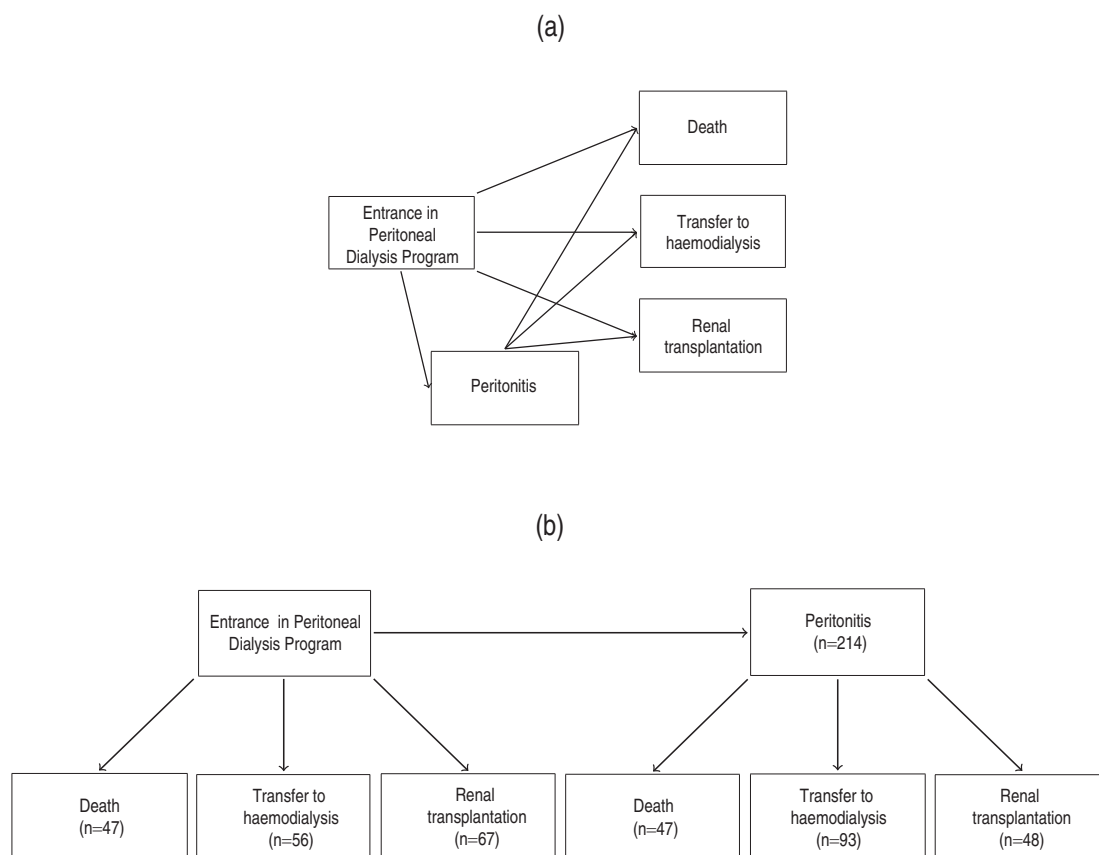 (a)
Death
Entrance in
Peritoneal
Dialysis Program
Transfer to
haemodialysis
Renal
transplantation
Peritonitis
(b)
Entrance in Peritoneal
Dialysis Program
Peritonitis
(n=214)
Death
(n=47)
Transfer to
haemodialysis
(n=56)
Renal
transplantation
(n=67)
Death
(n=47)
Transfer to
haemodialysis
(n=93)
Renal
transplantation
(n=48)